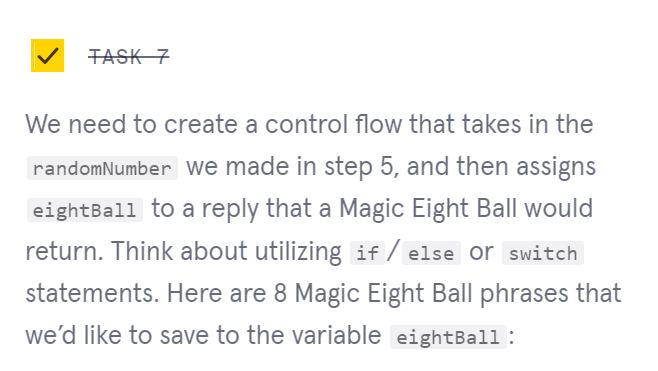 TASK 7
We need to create a control flow that takes in the
randomNumber we made in step 5, and then assigns
eightBall to a reply that a Magic Eight Ball would
return. Think about utilizing if/else or switch
statements. Here are 8 Magic Eight Ball phrases that
we’d like to save to the variable eightBall: